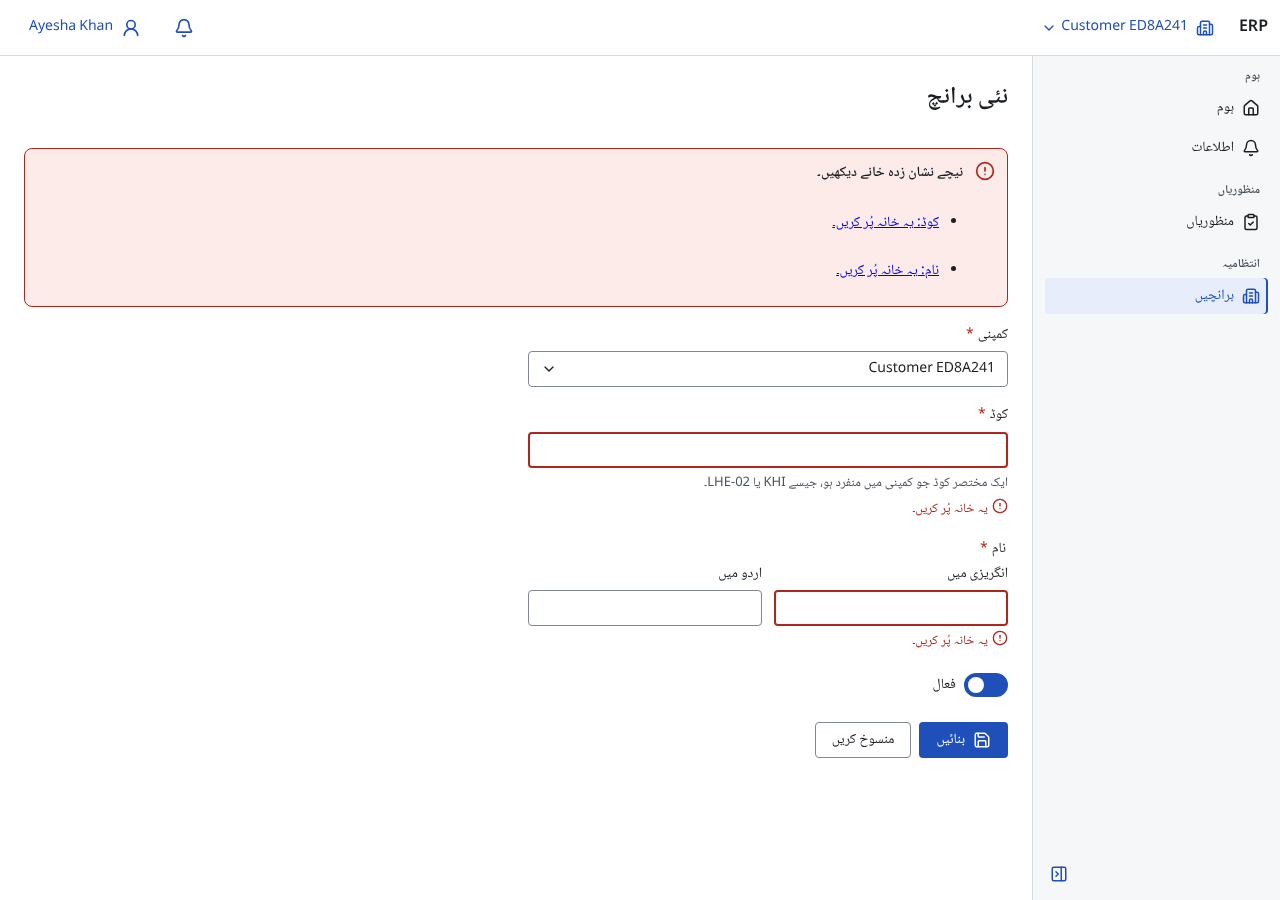 ERP
Customer ED8A241
Ayesha Khan
ہوم
ہوم
اطلاعات
منظوریاں
منظوریاں
انتظامیہ
برانچیں
نئی برانچ
نیچے نشان زدہ خانے دیکھیں۔
کوڈ: یہ خانہ پُر کریں۔
نام: یہ خانہ پُر کریں۔
کمپنی *
Customer ED8A241
کوڈ *
ایک مختصر کوڈ جو کمپنی میں منفرد ہو، جیسے KHI یا LHE-02۔
یہ خانہ پُر کریں۔
نام *
انگریزی میں
اردو میں
یہ خانہ پُر کریں۔
فعال
بنائیں
منسوخ کریں